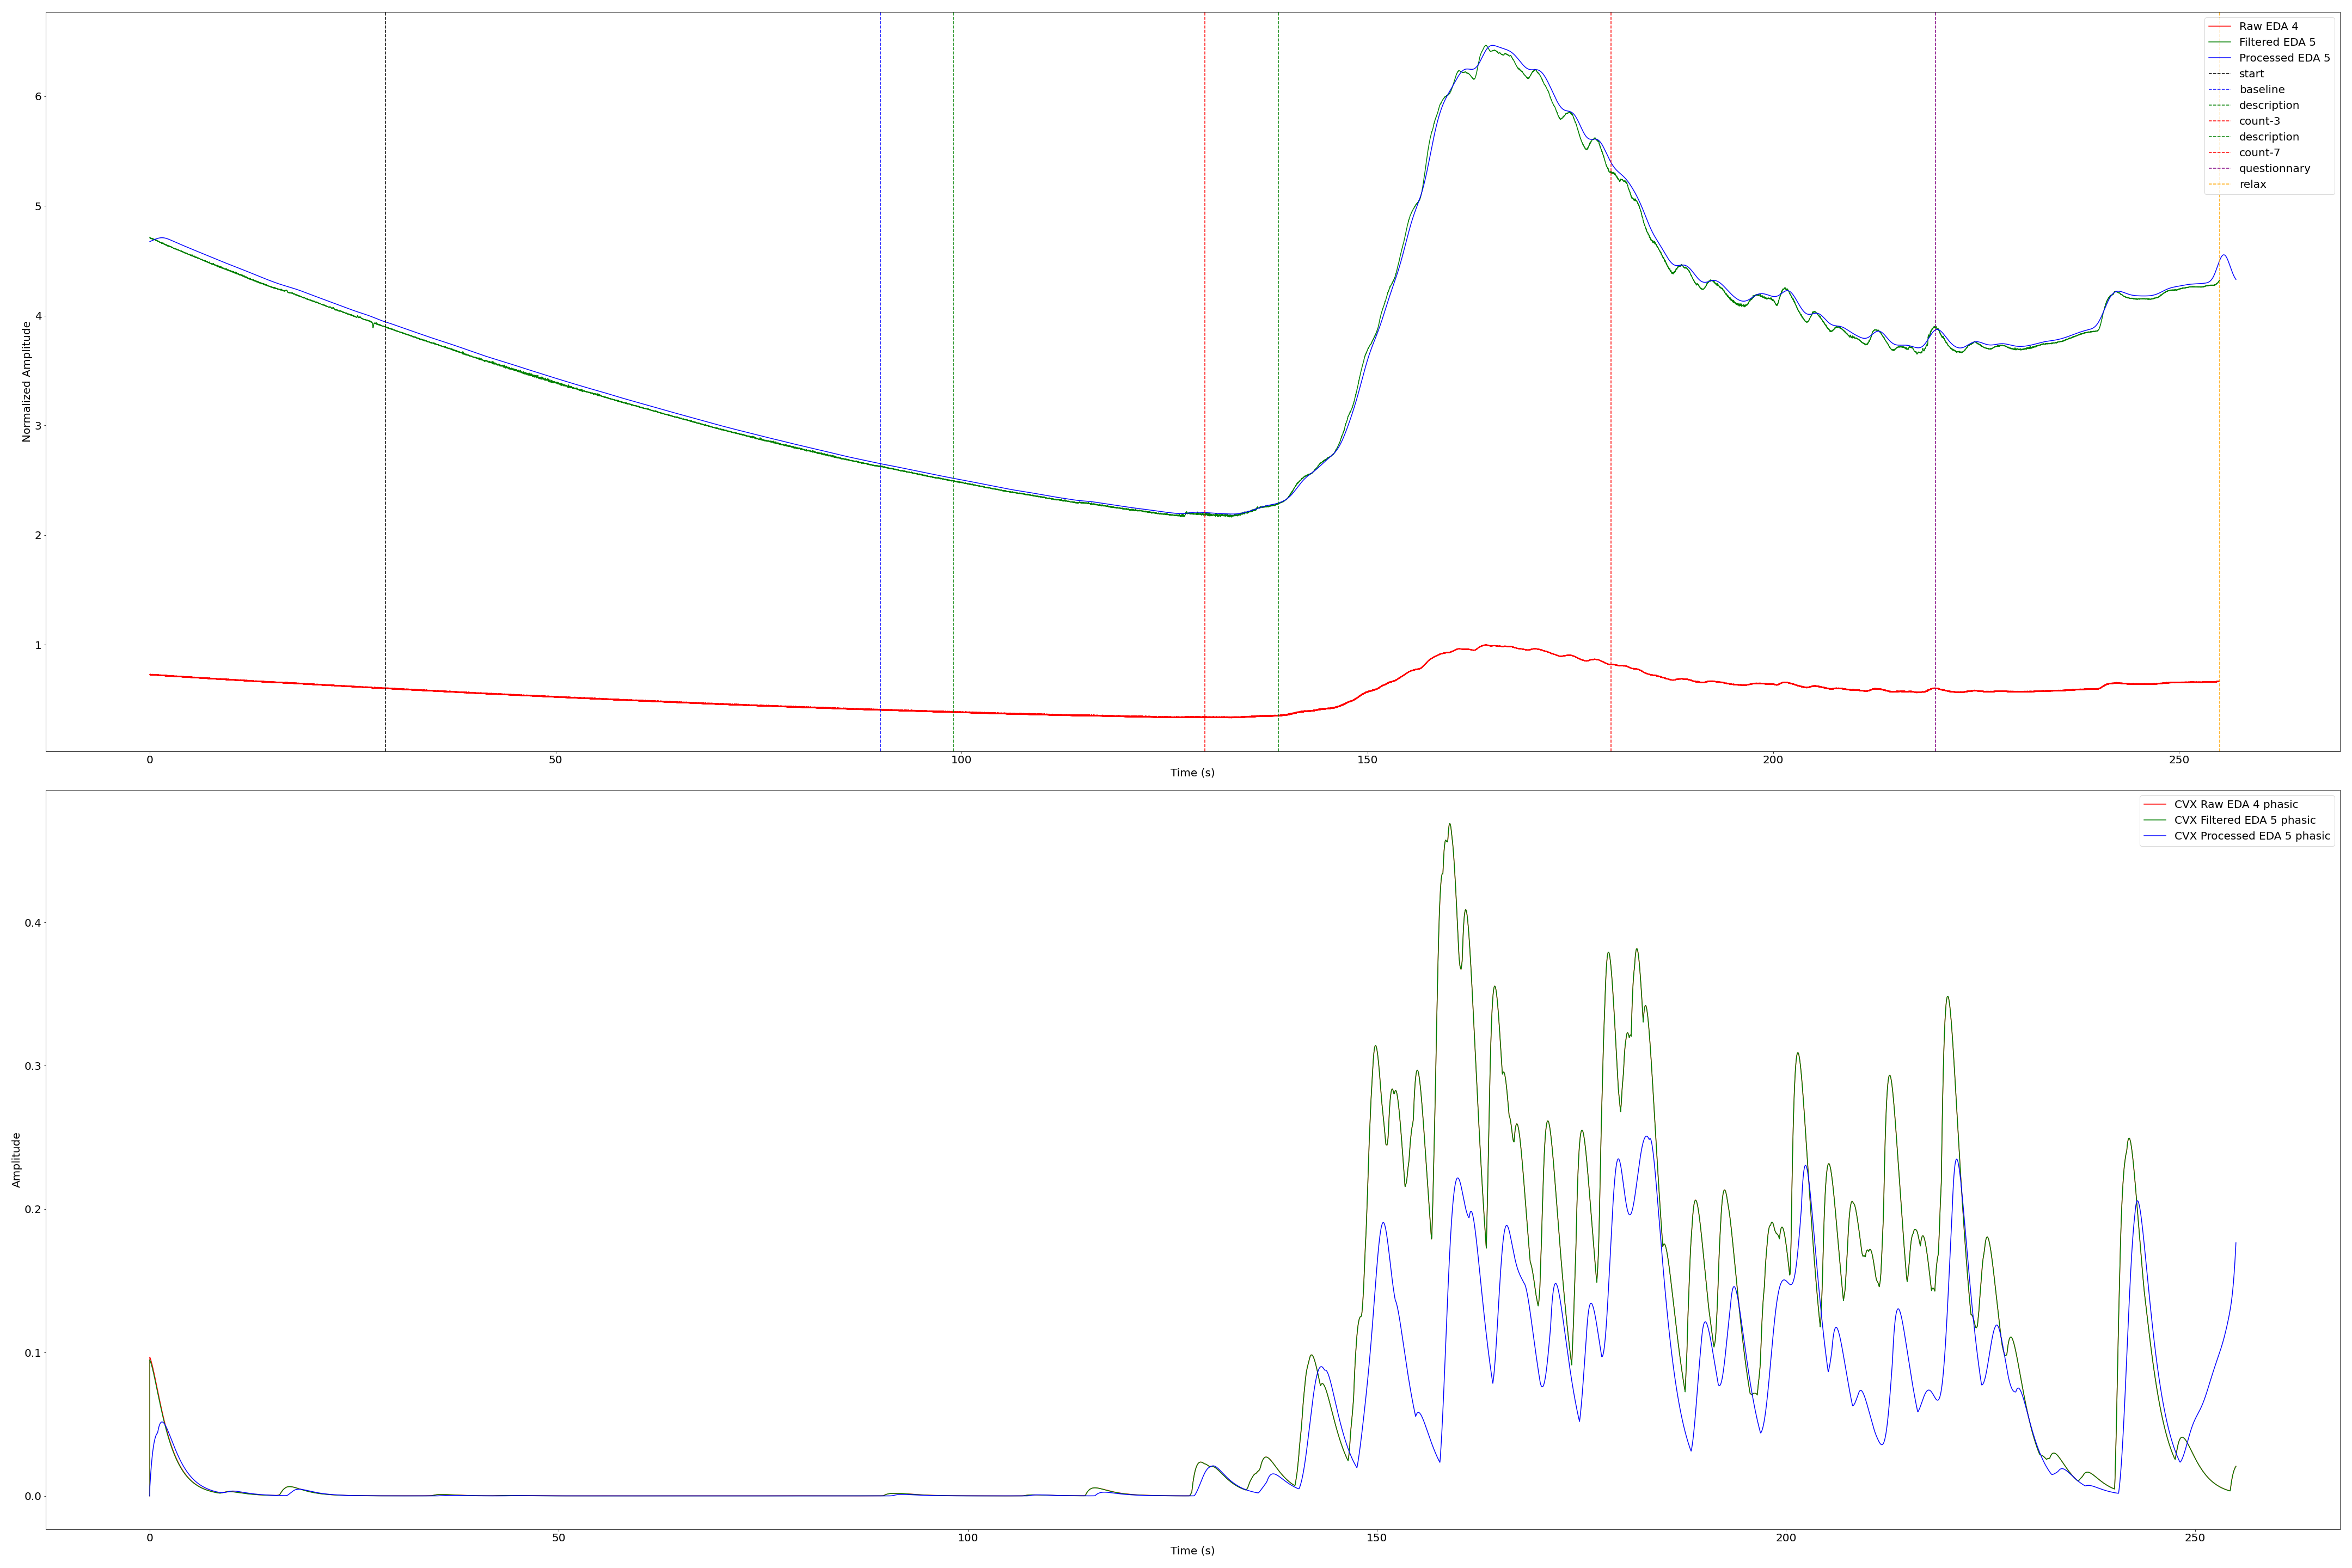 Raw EDA 4
Filtered EDA 5
Processed EDA 5
start
baseline
description
count-3
description
count-7
questionnary
relax
Normalized Amplitude
6
5
4
3
2
1
0 50 100 150 200 250
Time (s)
CVX Raw EDA 4 phasic
CVX Filtered EDA 5 phasic
CVX Processed EDA 5 phasic
Amplitude
0.4
0.3
0.2
0.1
0.0
0 50 100 150 200 250
Time (s)